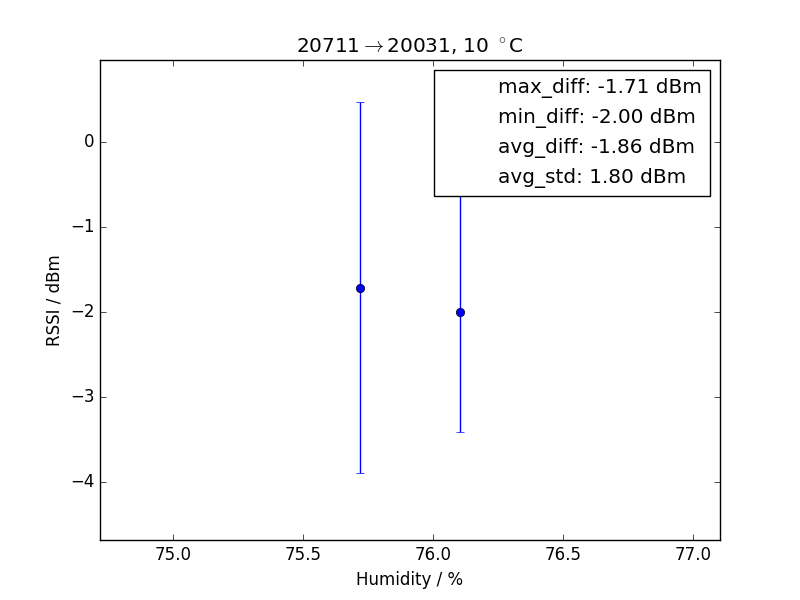 20711→20031, 10 °C
max_diff: -1.71 dBm
min_diff: -2.00 dBm
avg_diff: -1.86 dBm
avg_std: 1.80 dBm
RSSI / dBm
0
−1
−2
−3
−4
75.0 75.5 76.0 76.5 77.0
Humidity / %